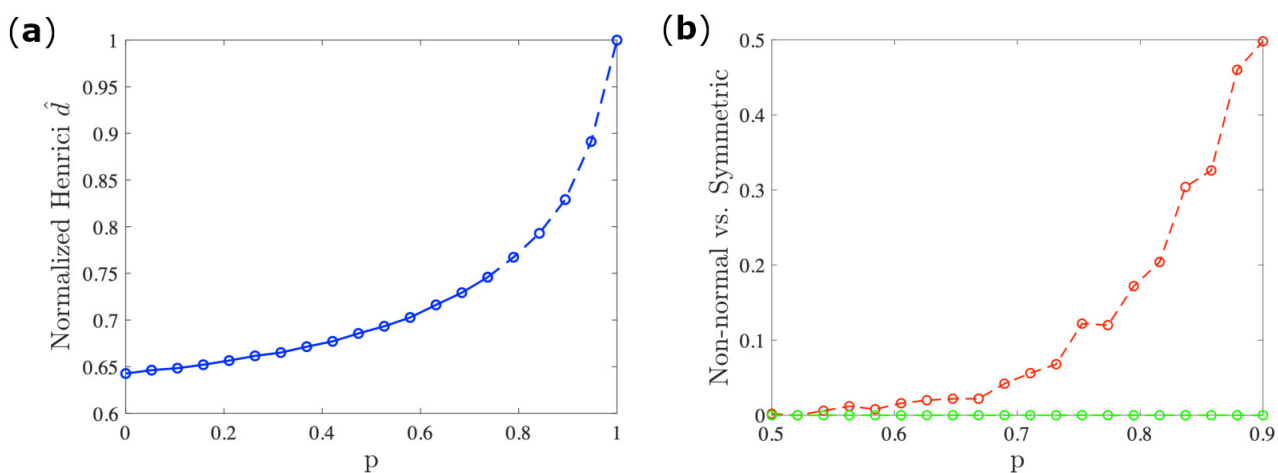 (a)
Normalized Henrici d̂
1
0.95
0.9
0.85
0.8
0.75
0.7
0.65
0.6
0 0.2 0.4 0.6 0.8 1
p
(b)
Non-normal vs. Symmetric
0.5
0.4
0.3
0.2
0.1
0
0.5 0.6 0.7 0.8 0.9
p